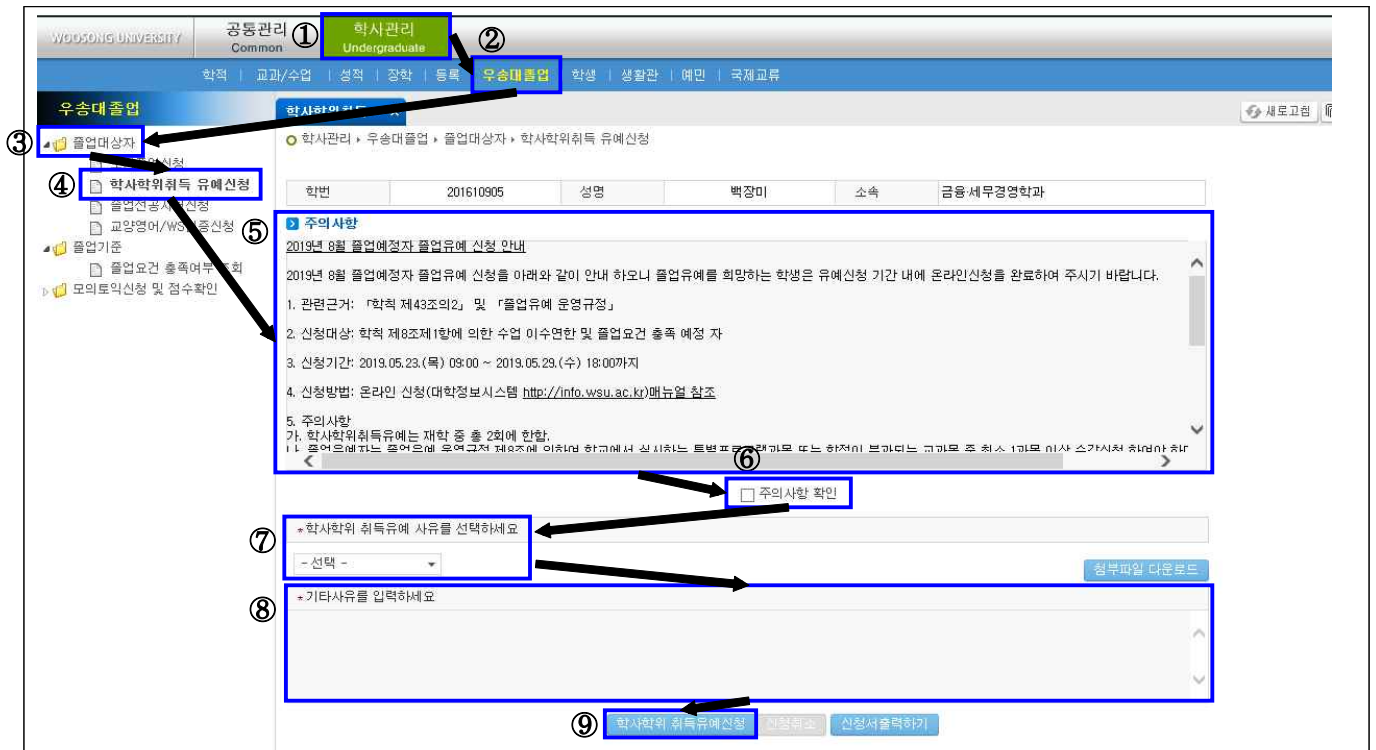 WOOSONG UNIVERSITY
공통관리
Common
①
학사관리
Undergraduate
②
학적 | 교과/수업 | 성적 | 장학 | 등록 | 우송대졸업 학생 | 생활관 | 예민 | 국제교류
우송대졸업
새로고침
③
졸업대상자
학사관리 › 우송대졸업 › 졸업대상자 › 학사학위취득 유예신청
④
학사학위취득 유예신청
교양영어/WS
졸업기준
졸업요건 충족여부
모의토익신청 및 점수확인
학번 201610905 성명 백장미 소속 금융·세무경영학과
⑤
주의사항
2019년 8월 졸업예정자 졸업유예 신청 안내
2019년 8월 졸업예정자 졸업유예 신청을 아래와 같이 안내 하오니 졸업유예를 희망하는 학생은 유예신청 기간 내에 온라인신청을 완료하여 주시기 바랍니다.
1. 관련근거: 「학칙 제43조의2」 및 「졸업유예 운영규정」
2. 신청대상: 학칙 제8조제1항에 의한 수업 이수연한 및 졸업요건 충족 예정 자
3. 신청기간: 2019.05.23.(목) 09:00 ~ 2019.05.29.(수) 18:00까지
4. 신청방법: 온라인 신청(대학정보시스템 http://info.wsu.ac.kr)매뉴얼 참조
5. 주의사항
가. 학사학위취득유예는 재학 중 총 2회에 한함.
⑥
주의사항 확인
⑦
*학사학위 취득유예 사유를 선택하세요
- 선택 -
첨부파일 다운로드
⑧
*기타사유를 입력하세요
⑨
학사학위 취득유예신청 신청취소 신청서출력하기